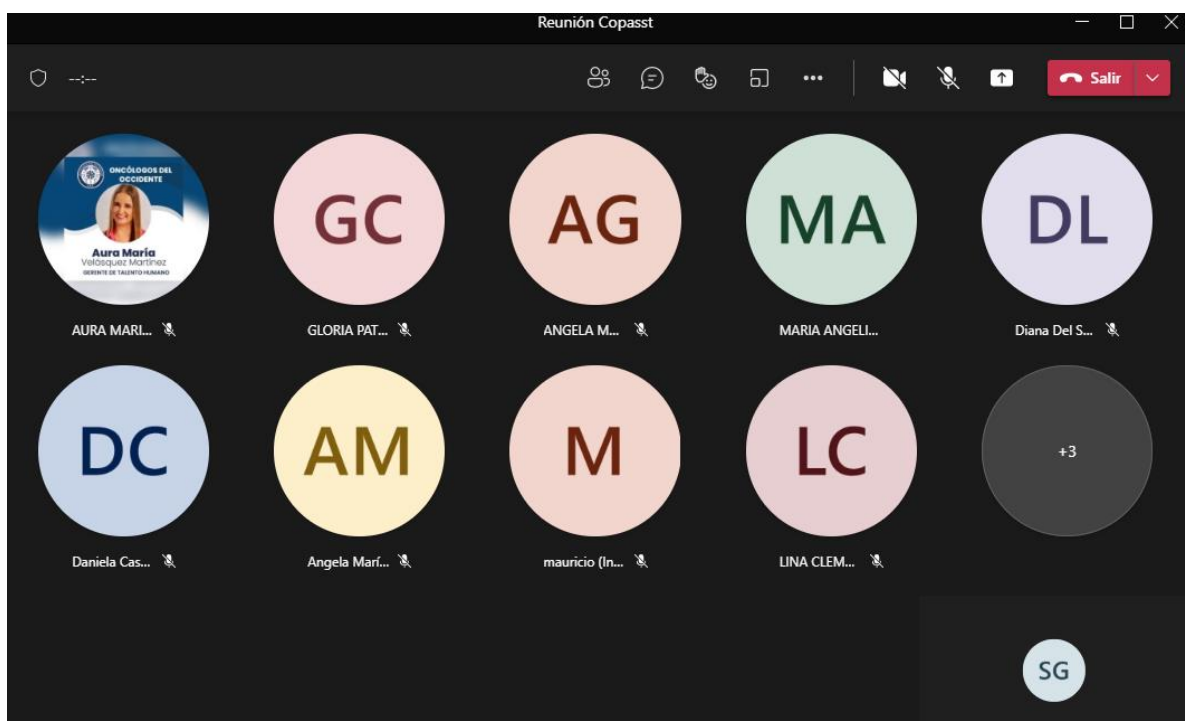 Reunión Copasst
--:--
Salir
ONCÓLOGOS DEL
OCCIDENTE
Aura María
Velásquez Martínez
GERENTE DE TALENTO HUMANO
GC
AG
MA
DL
AURA MARI...
GLORIA PAT...
ANGELA M...
MARIA ANGELI...
Diana Del S...
DC
AM
M
LC
+3
Daniela Cas...
Angela Marí...
mauricio (In...
LINA CLEM...
SG